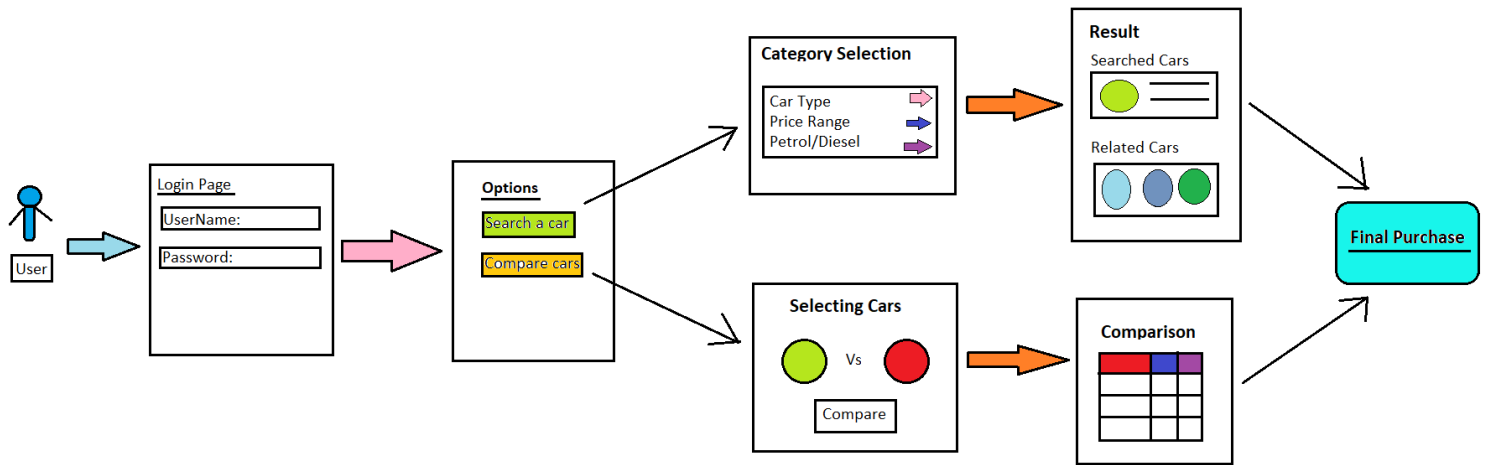 User
Login Page
UserName:
Password:
Options
Search a car
Compare cars
Category Selection
Car Type
Price Range
Petrol/Diesel
Result
Searched Cars
Related Cars
Selecting Cars
Vs
Compare
Comparison
Final Purchase